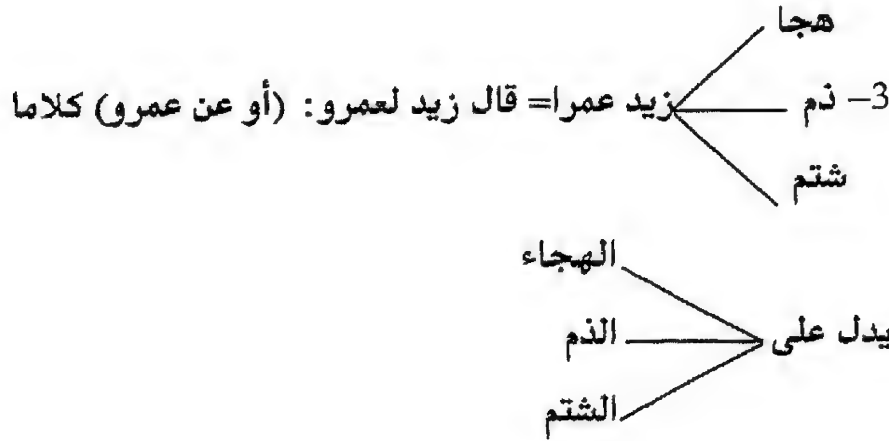 هجا
3– ذم زيد عمرا= قال زيد لعمرو: (أو عن عمرو) كلاما
شتم
الهجاء
يدل على الذم
الشتم